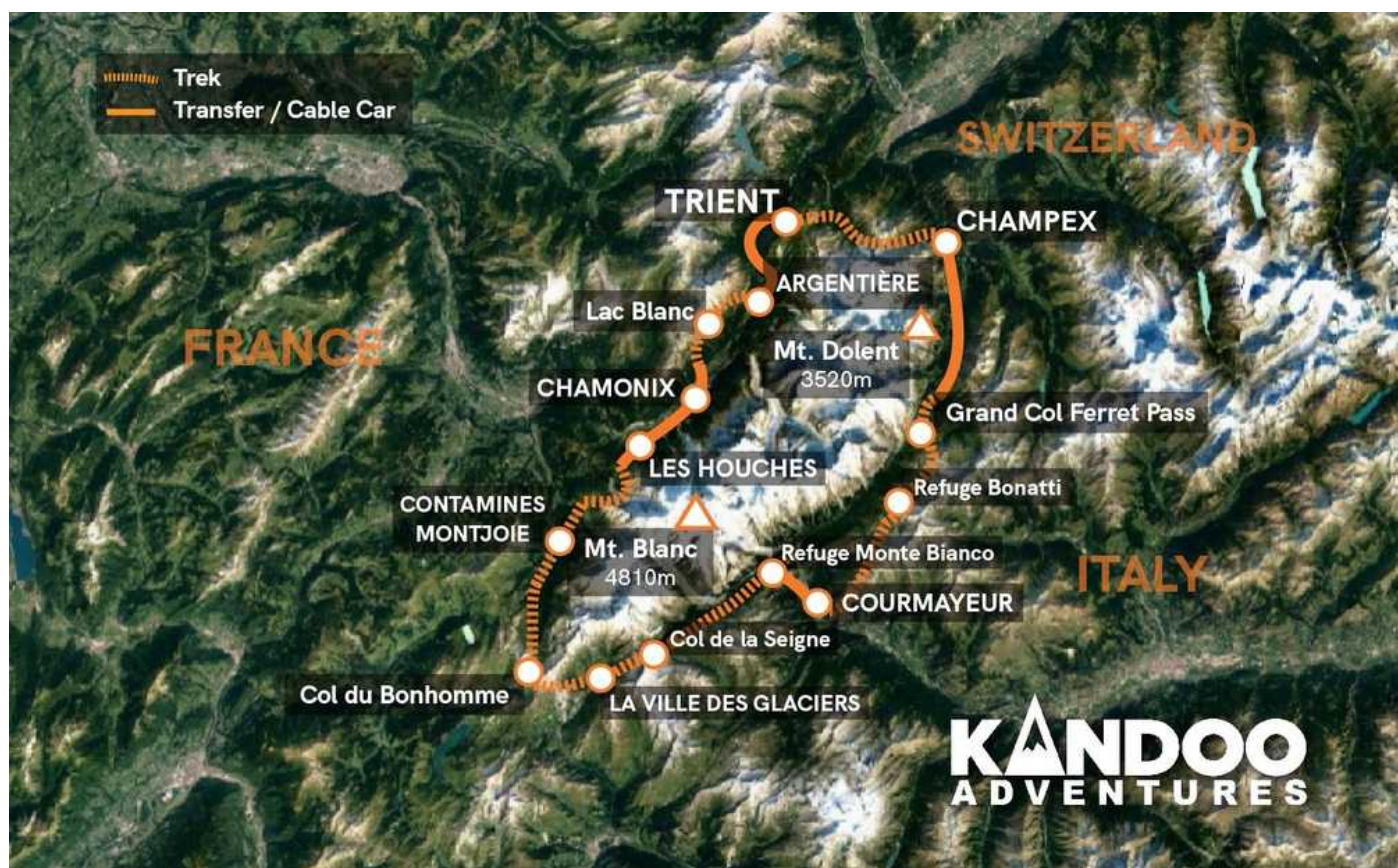 Trek
Transfer / Cable Car
SWITZERLAND
TRIENT
CHAMPEX
ARGENTIÈRE
Lac Blanc
FRANCE
Mt. Dolent
3520m
CHAMONIX
Grand Col Ferret Pass
LES HOUCHES
Refuge Bonatti
CONTAMINES
MONTJOIE
Mt. Blanc
4810m
Refuge Monte Bianco
ITALY
COURMAYEUR
Col de la Seigne
Col du Bonhomme
LA VILLE DES GLACIERS
KANDOO
ADVENTURES